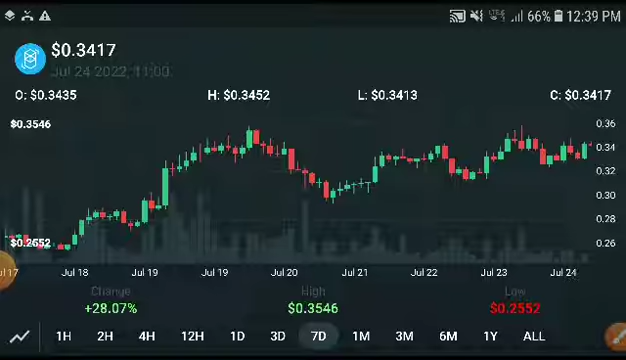 66% 12:39 PM
$0.3417
Jul 24 2022, 11:00
O: $0.3435 H: $0.3452 L: $0.3413 C: $0.3417
$0.3546
0.36
0.34
0.32
0.30
0.28
$0.2552
0.26
Jul 18 Jul 19 Jul 19 Jul 20 Jul 21 Jul 22 Jul 23 Jul 24
Change High Low
+28.07% $0.3546 $0.2552
1H 2H 4H 12H 1D 3D 7D 1M 3M 6M 1Y ALL